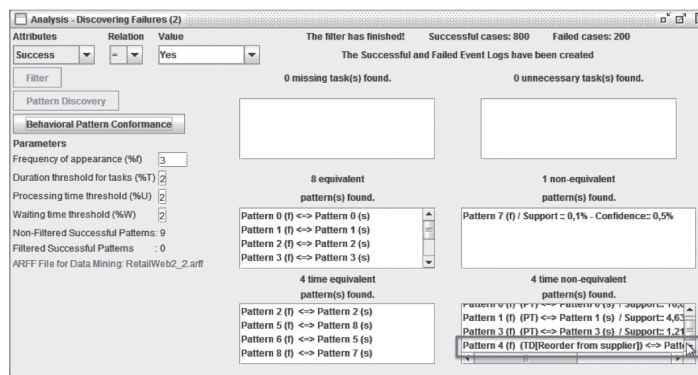 Analysis - Discovering Failures (2)
Attributes Relation Value
Success = Yes
Filter
Pattern Discovery
Behavioral Pattern Conformance
Parameters
Frequency of appearance (%f) 3
Duration threshold for tasks (%T) 2
Processing time threshold (%U) 2
Waiting time threshold (%W) 2
Non-Filtered Successful Patterns: 9
Filtered Successful Patterns : 0
ARFF File for Data Mining: RetailWeb2_2.arff
The filter has finished! Successful cases: 800 Failed cases: 200
The Successful and Failed Event Logs have been created
0 missing task(s) found.
0 unnecessary task(s) found.
8 equivalent
pattern(s) found.
Pattern 0 (f) <=> Pattern 0 (s)
Pattern 1 (f) <=> Pattern 1 (s)
Pattern 2 (f) <=> Pattern 2 (s)
Pattern 3 (f) <=> Pattern 3 (s)
1 non-equivalent
pattern(s) found.
Pattern 7 (f) / Support :: 0,1% - Confidence:: 0,5%
4 time equivalent
pattern(s) found.
Pattern 2 (f) <=> Pattern 2 (s)
Pattern 5 (f) <=> Pattern 8 (s)
Pattern 6 (f) <=> Pattern 5 (s)
Pattern 8 (f) <=> Pattern 7 (s)
4 time non-equivalent
pattern(s) found.
Pattern 0 (f) (PT) <=> Pattern 0 (s) / Support::
Pattern 1 (f) (PT) <=> Pattern 1 (s) / Support:: 4,63
Pattern 3 (f) (PT) <=> Pattern 3 (s) / Support:: 1,21
Pattern 4 (f) (TD[Reorder from supplier]) <=> Patt